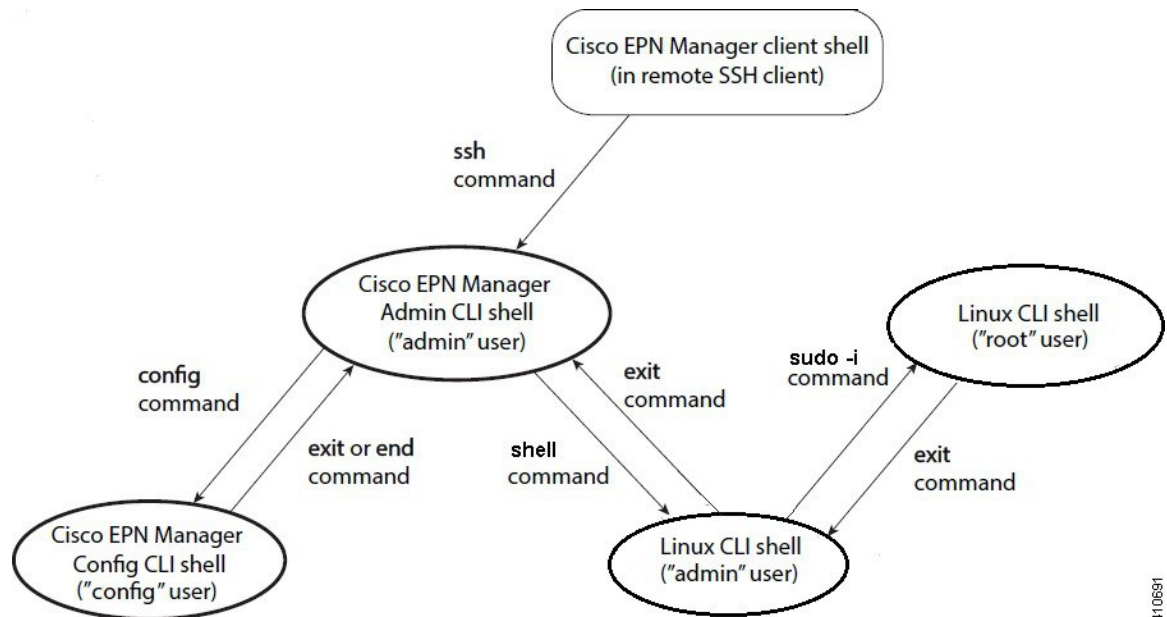 Cisco EPN Manager client shell
(in remote SSH client)
ssh
command
Cisco EPN Manager
Admin CLI shell
("admin" user)
Linux CLI shell
("root" user)
config
command
exit
command
sudo -i
command
exit or end
command
shell
command
exit
command
Cisco EPN Manager
Config CLI shell
("config" user)
Linux CLI shell
("admin" user)
410691